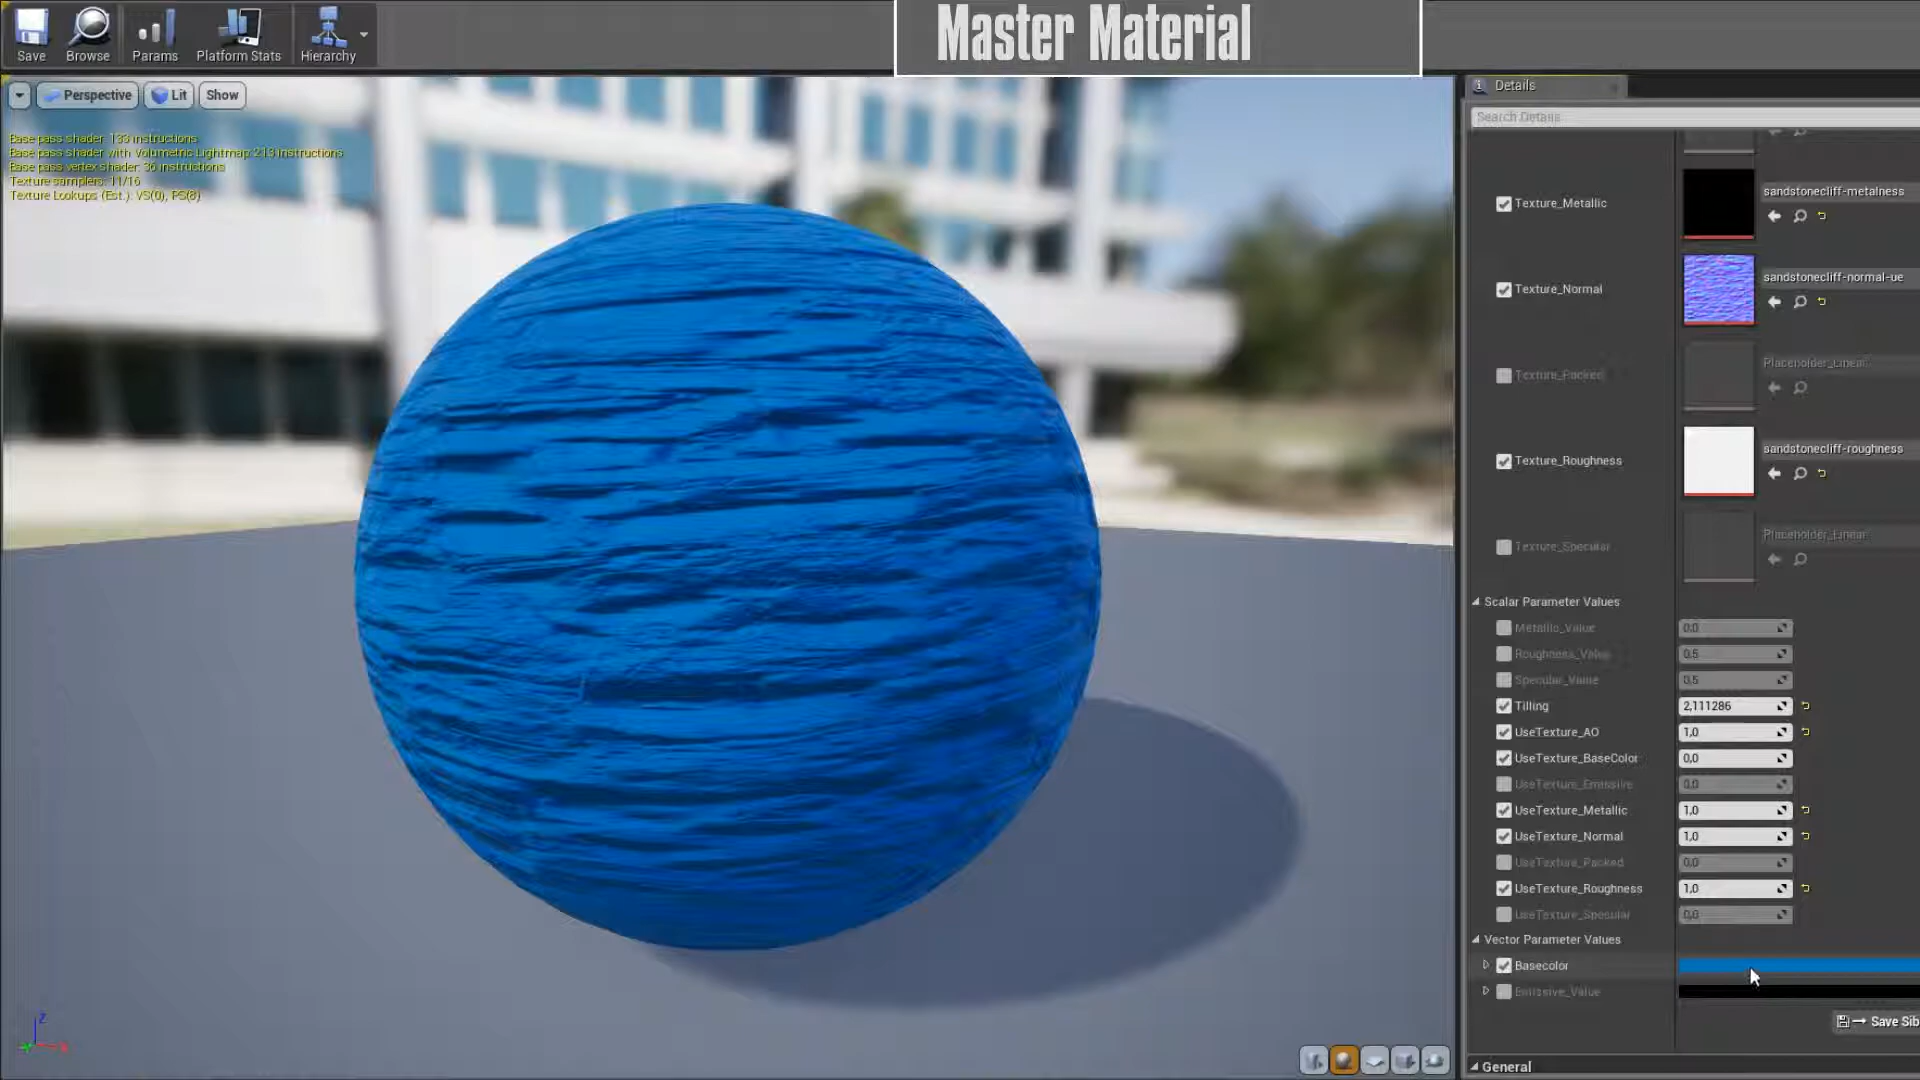 Master Material
Save
Browse
Params
Platform Stats
Hierarchy
Perspective
Lit
Show
Base pass shader: 133 instructions
Base pass shader with Volumetric Lightmap: 213 instructions
Base pass vertex shader: 36 instructions
Texture samplers: 11/16
Texture Lookups (Est.): VS(0), PS(8)
Z
X
Details
Search Details
Texture_Metallic
sandstonecliff-metalness
Texture_Normal
sandstonecliff-normal-ue
Texture_Packed
Placeholder_Linear
Texture_Roughness
sandstonecliff-roughness
Texture_Specular
Placeholder_Linear
Scalar Parameter Values
Metallic_Value 0,0
Roughness_Value 0,5
Specular_Value 0,5
Tilling 2,111286
UseTexture_AO 1,0
UseTexture_BaseColor 0,0
UseTexture_Emissive 0,0
UseTexture_Metallic 1,0
UseTexture_Normal 1,0
UseTexture_Packed 0,0
UseTexture_Roughness 1,0
UseTexture_Specular 0,0
Vector Parameter Values
Basecolor
Emissive_Value
Save Sib
General